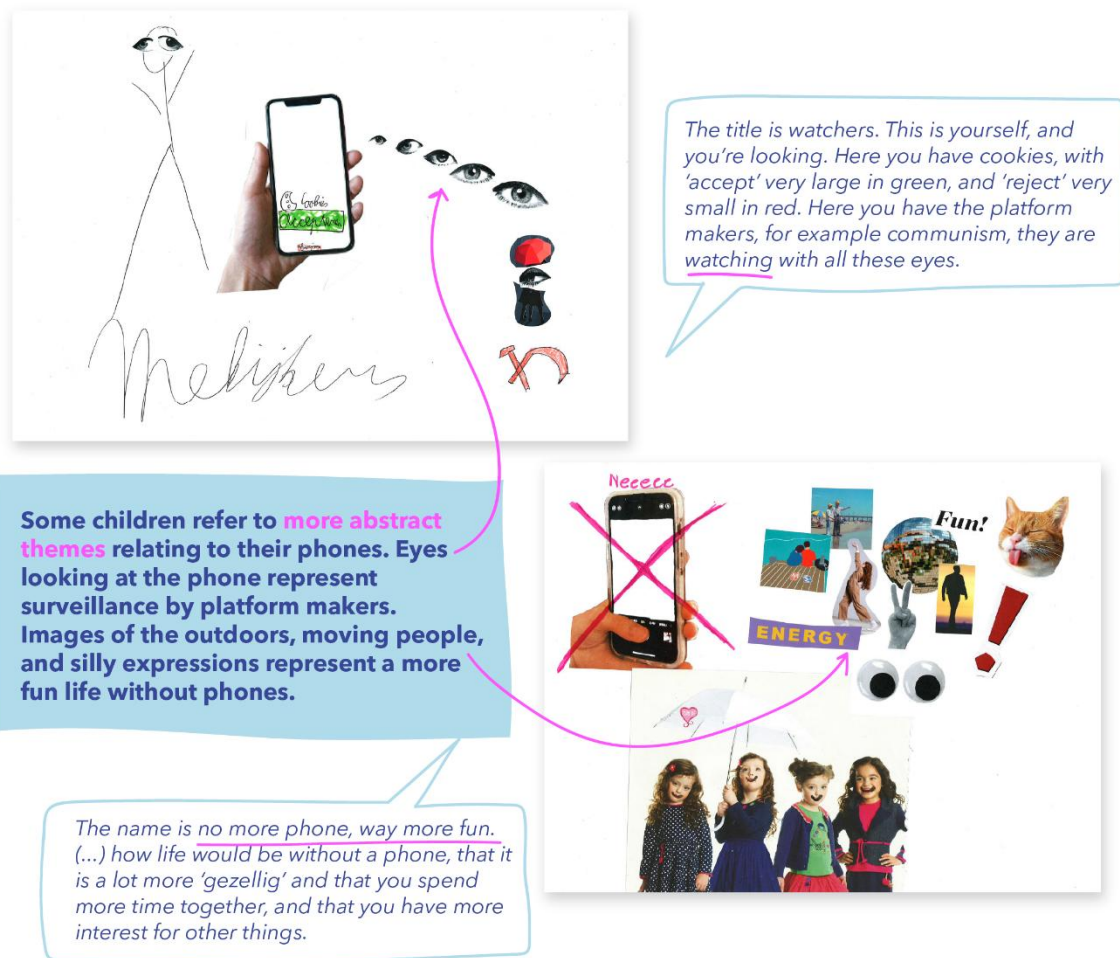 The title is watchers. This is yourself, and
you're looking. Here you have cookies, with
'accept' very large in green, and 'reject' very
small in red. Here you have the platform
makers, for example communism, they are
watching with all these eyes.
Some children refer to more abstract
themes relating to their phones. Eyes
looking at the phone represent
surveillance by platform makers.
Images of the outdoors, moving people,
and silly expressions represent a more
fun life without phones.
Neeeee
Fun!
ENERGY
The name is no more phone, way more fun.
(...) how life would be without a phone, that it
is a lot more 'gezellig' and that you spend
more time together, and that you have more
interest for other things.